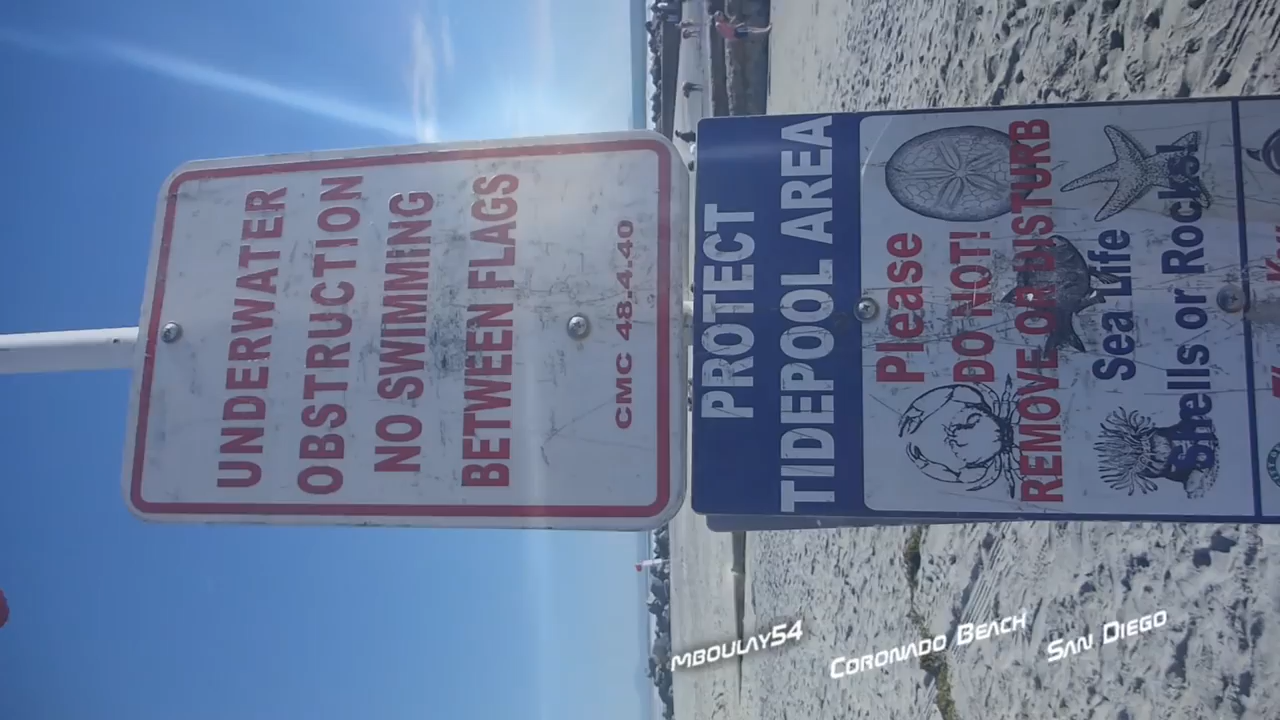 UNDERWATER
OBSTRUCTION
NO SWIMMING
BETWEEN FLAGS
CMC 48.4.40
PROTECT
TIDEPOOL AREA
Please
DO NOT!
REMOVE OR DISTURB
Sea Life
Shells or Rocks!
MBOULAY54
CORONADO BEACH
SAN DIEGO